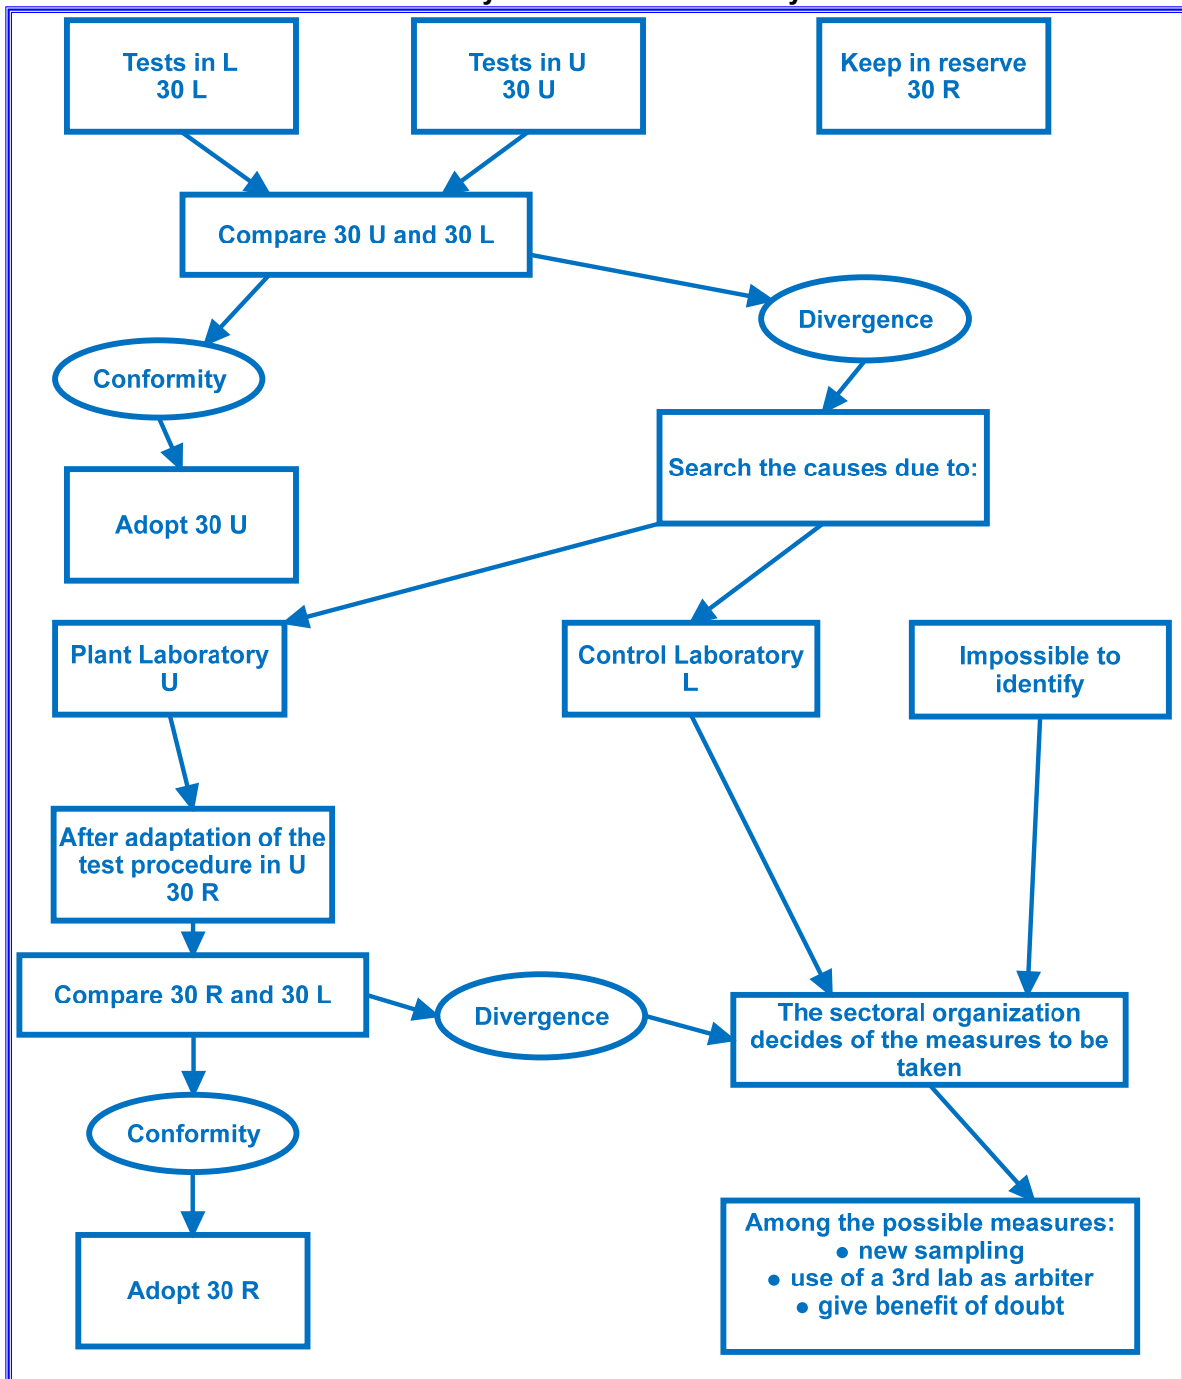 Tests in L
30 L
Tests in U
30 U
Keep in reserve
30 R
Compare 30 U and 30 L
Divergence
Conformity
Search the causes due to:
Adopt 30 U
Plant Laboratory
U
Control Laboratory
L
Impossible to
identify
After adaptation of the
test procedure in U
30 R
Compare 30 R and 30 L
Divergence
The sectoral organization
decides of the measures to be
taken
Conformity
Adopt 30 R
Among the possible measures:
● new sampling
● use of a 3rd lab as arbiter
● give benefit of doubt